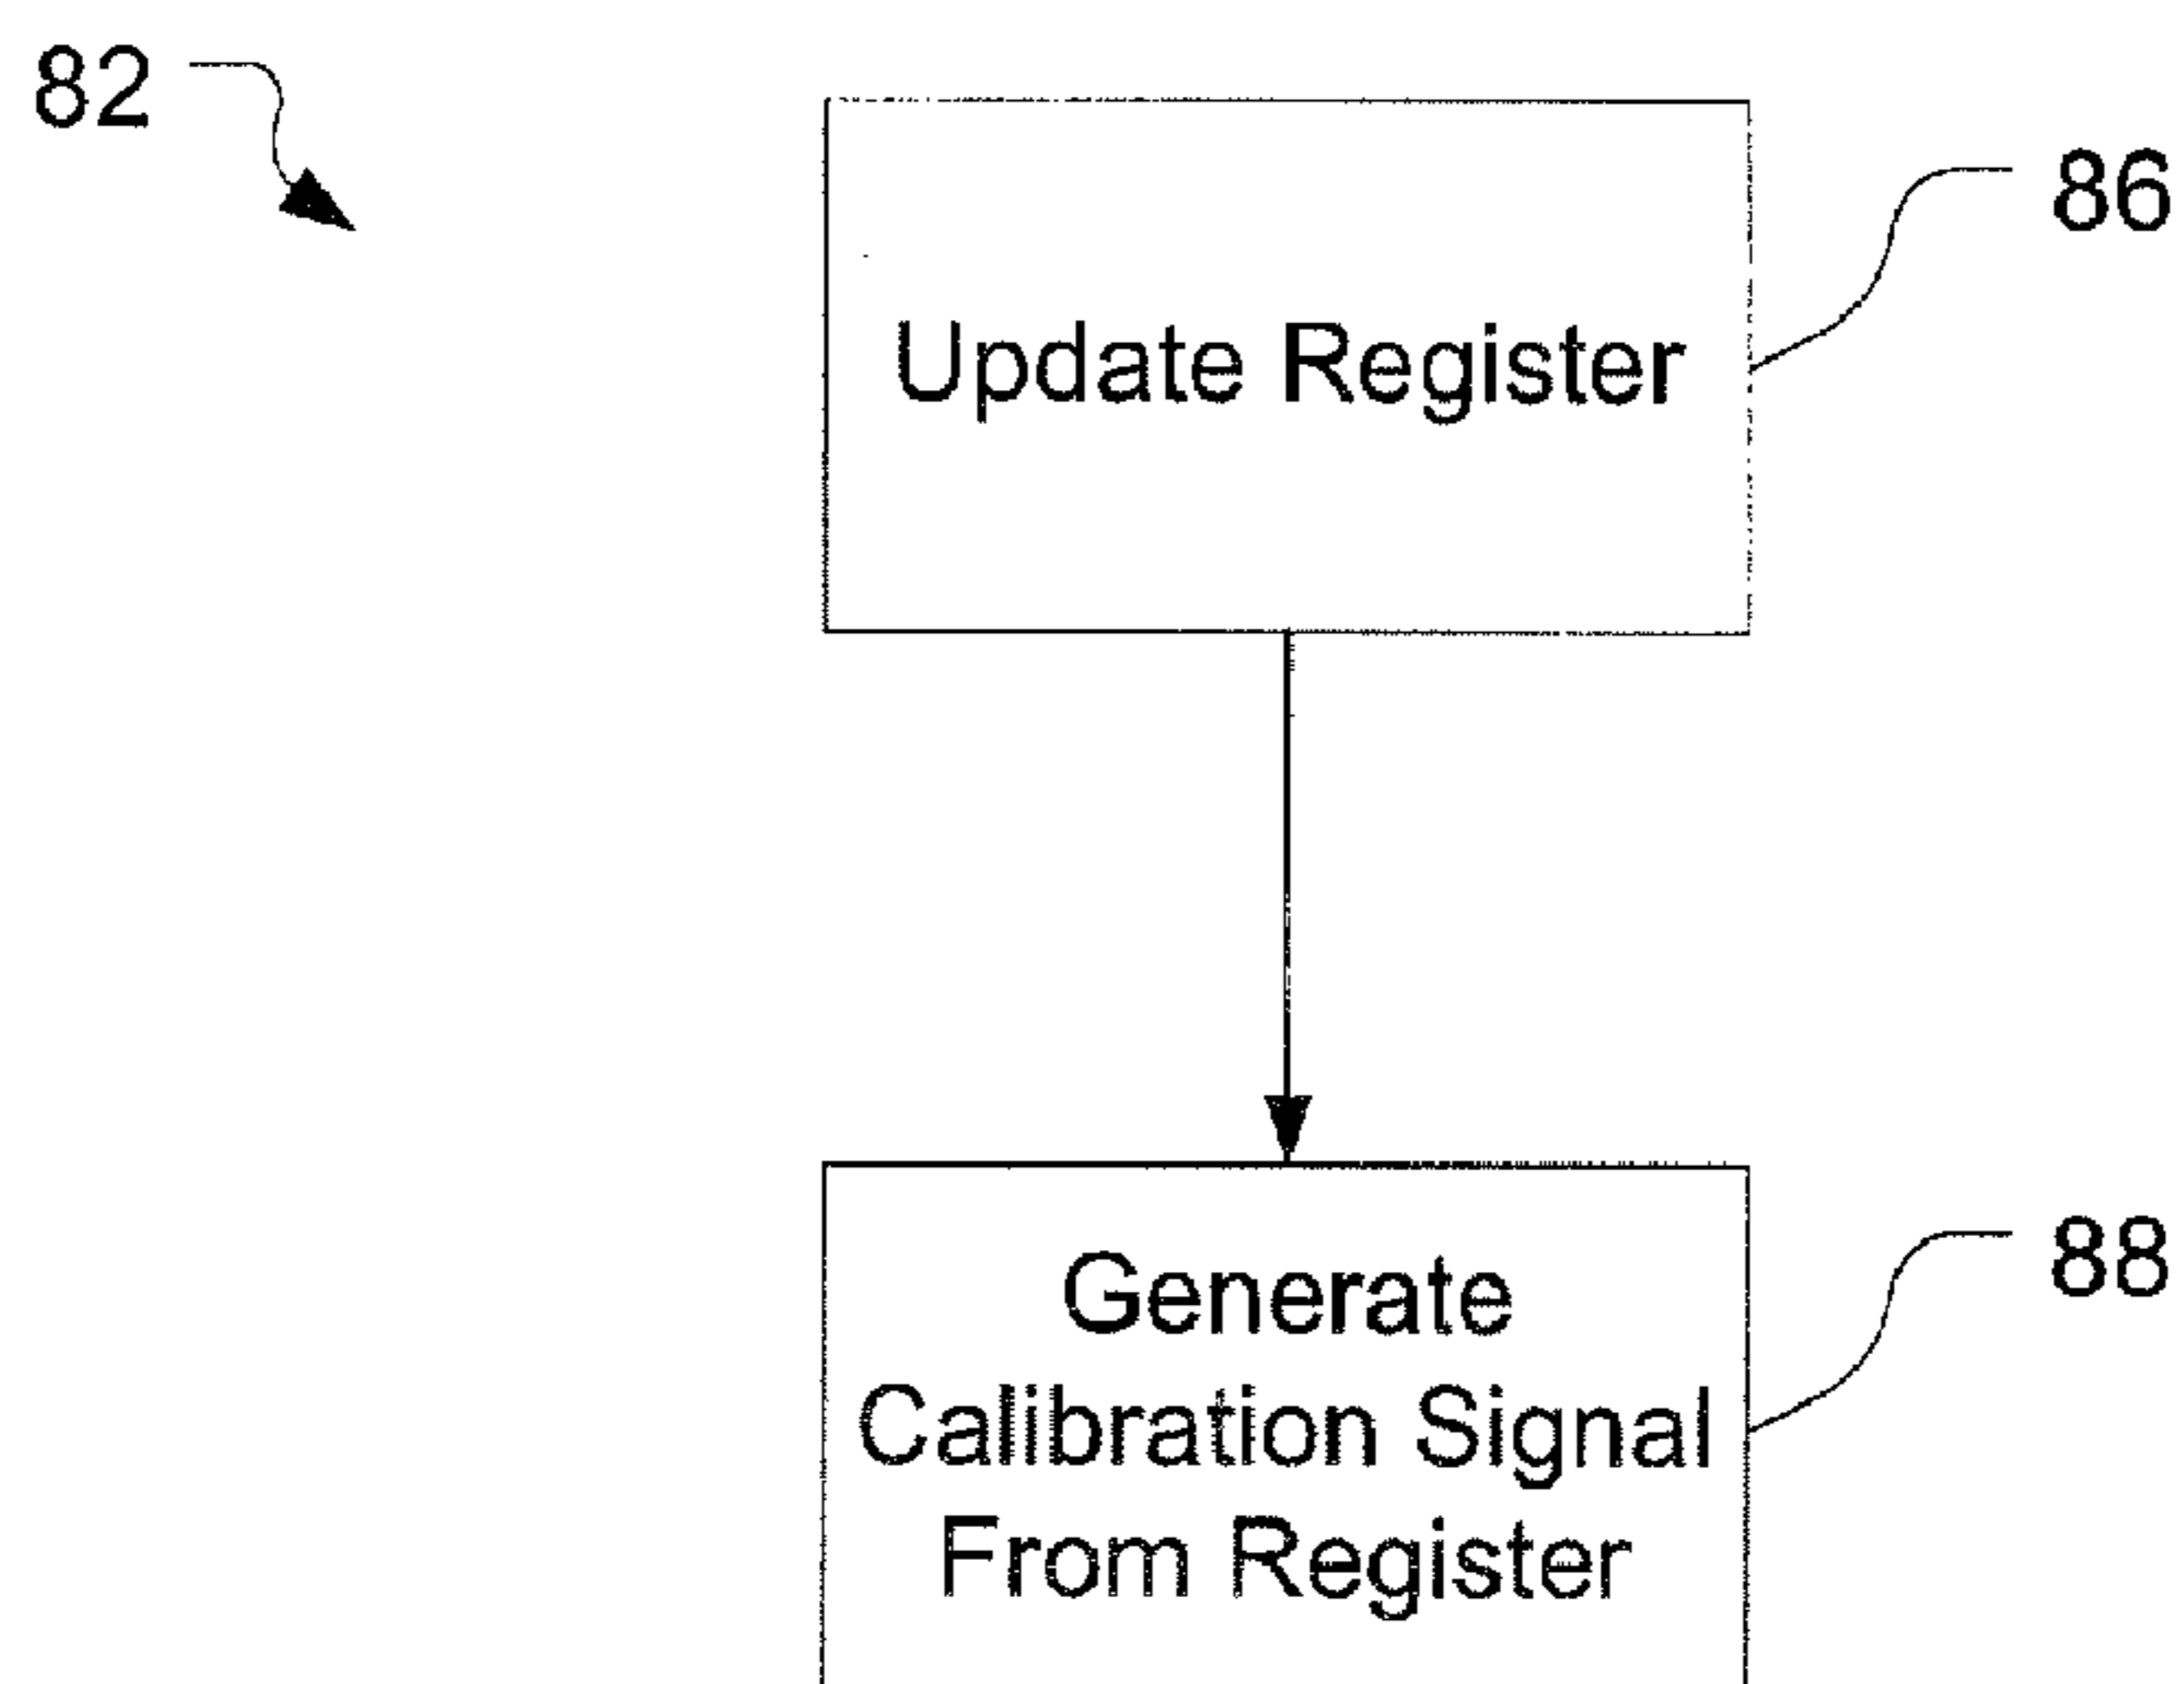 82
86
Update Register
88
Generate
Calibration Signal
From Register